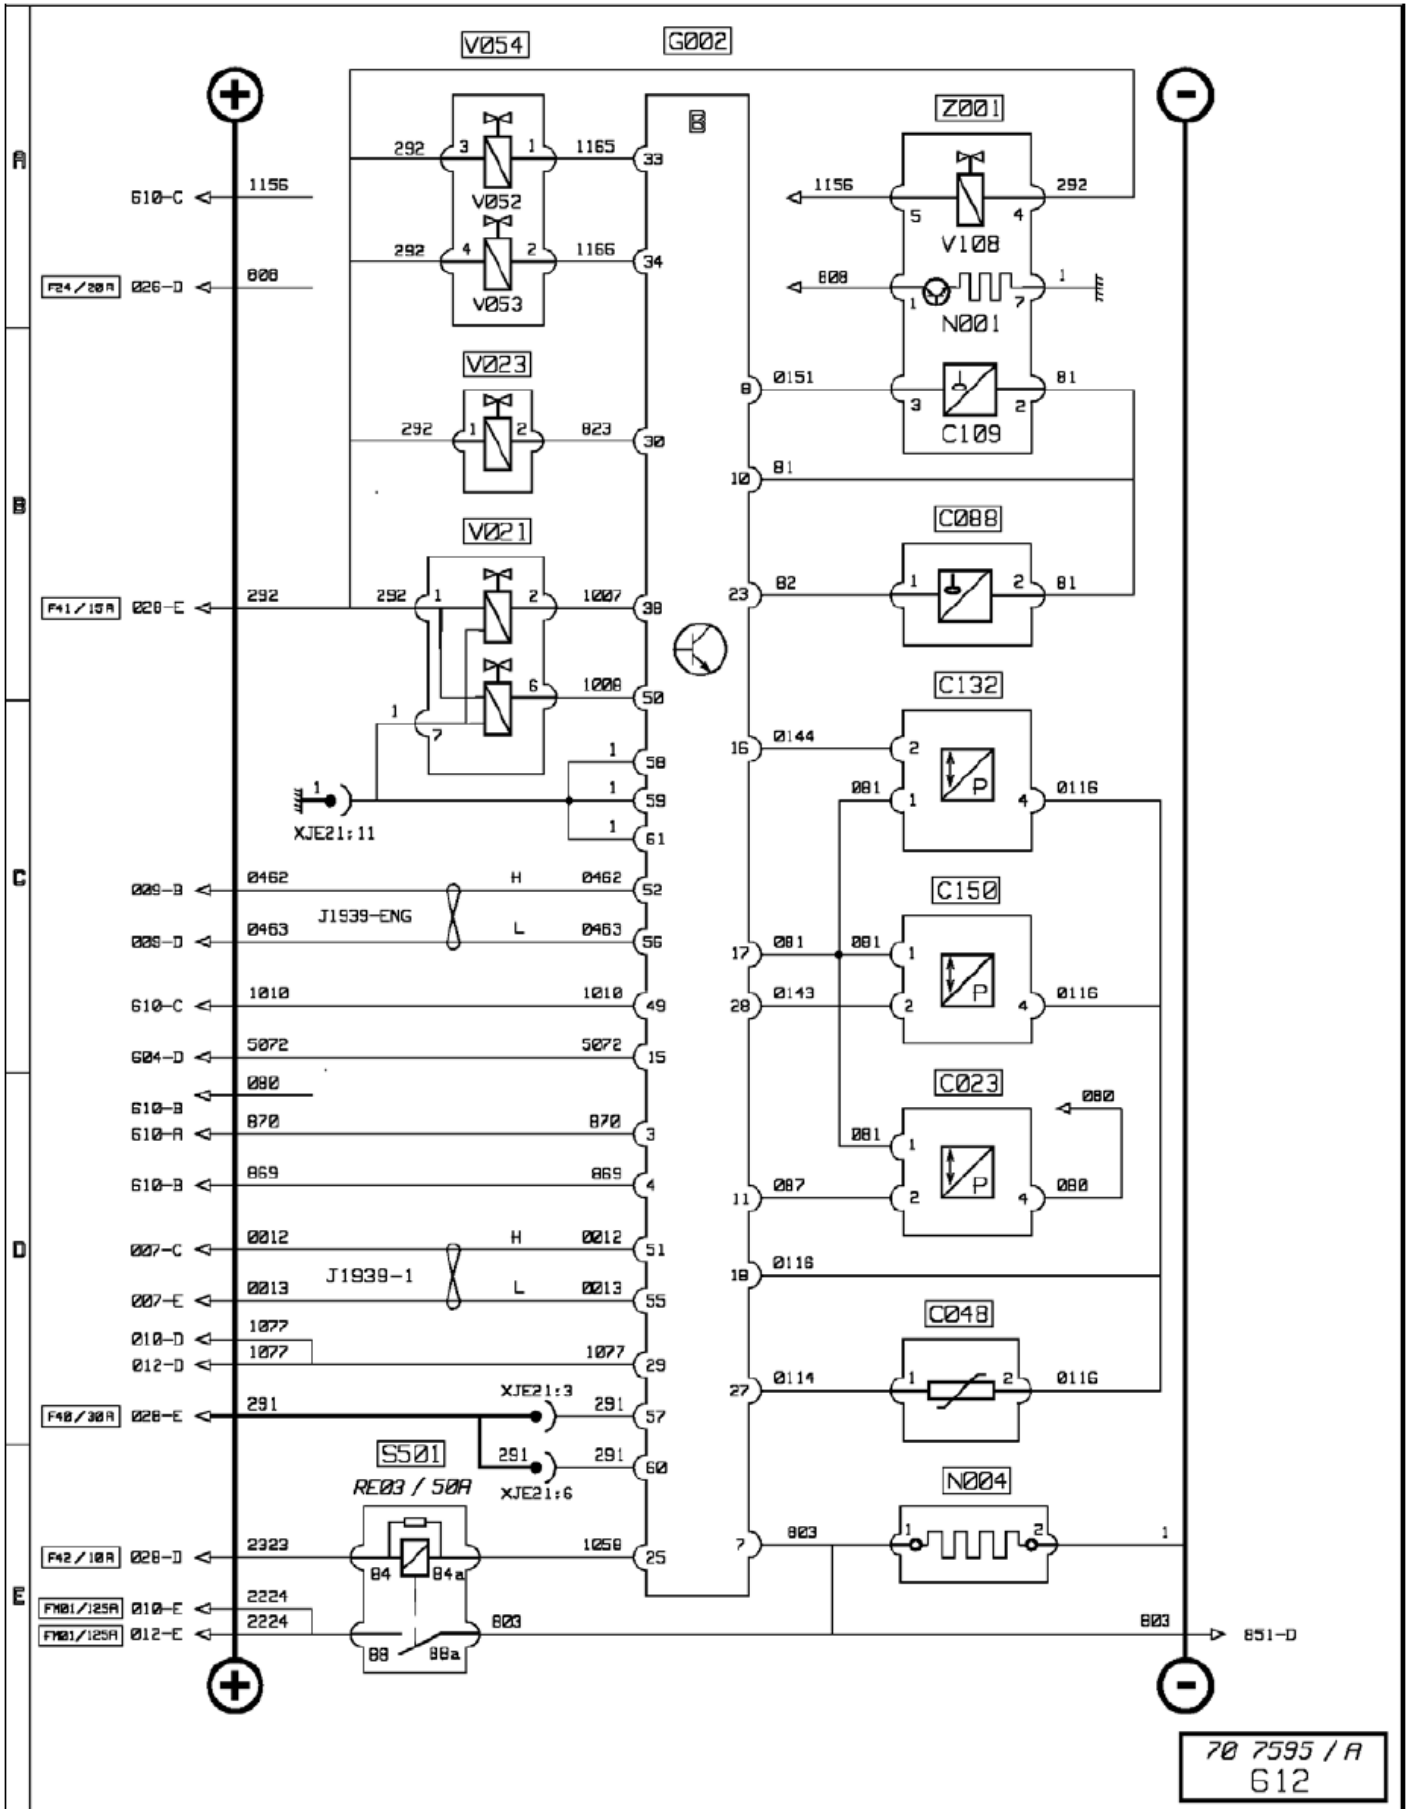 V054 G002
+ -
B
Z001
A
292 3 1 1165 33
V052
610-C 1156
1156 5 4 292
V108
292 4 2 1166 34
V053
F24/20A 026-D 808
808 1 7 1
N001
V023
8 0151 3 2 81
C109
292 1 2 823 30
10 81
B
V021
C088
F41/15A 028-E 292 292 1 2 1007 38
23 82 1 2 81
C132
6 1008 50
1 7
16 0144 2
1 58
1 1 59
XJE21:11
081 1 P 4 0116
1 61
C
009-B 0462 H 0462 52
J1939-ENG
C150
009-D 0463 L 0463 56
17 081 081 1
P
610-C 1010 1010 49
28 0143 2 4 0116
604-D 5072 5072 15
C023
610-B 080
080
610-A 870 870 3
081 1
P
610-B 869 869 4
11 087 2 4 080
D
007-C 0012 H 0012 51
J1939-1
18 0116
007-E 0013 L 0013 55
C048
010-D 1077
012-D 1077 1077 29
27 0114 1 2 0116
F40/30A 028-E 291 XJE21:3 291 57
S501
RE03 / 50A
291 291 60
XJE21:6
N004
F42/10A 028-D 2323 84 84a 1058 25
7 803 1 2 1
E
FM01/125A 010-E 2224
FM01/125A 012-E 2224 88 88a 803
803 851-D
+ -
70 7595 / A
612